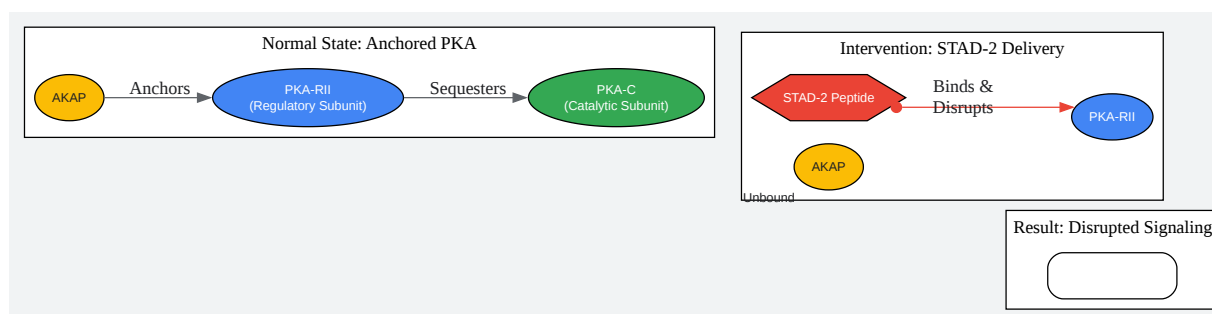 Normal State: Anchored PKA
AKAP
Anchors
PKA-RII
(Regulatory Subunit)
Sequesters
PKA-C
(Catalytic Subunit)
Intervention: STAD-2 Delivery
STAD-2 Peptide
Binds &
Disrupts
PKA-RII
AKAP
Unbound
Result: Disrupted Signaling